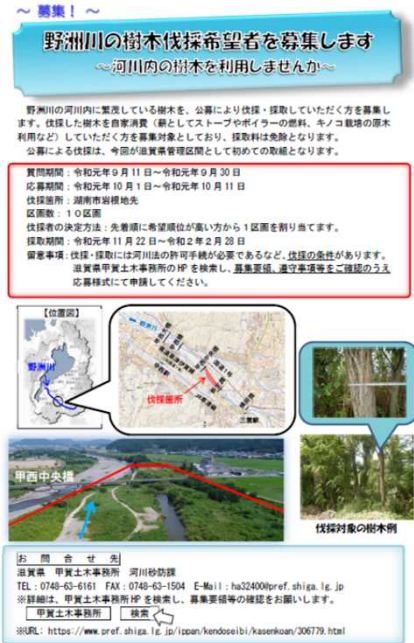 ～ 募集！ ～
野洲川の樹木伐採希望者を募集します
～河川内の樹木を利用しませんか～
野洲川の河川内に繁茂している樹木を、公募により伐採・採取していただく方を募集し
ます。伐採した樹木を自家消費（薪としてストーブやボイラーの燃料、キノコ栽培の原木
利用など）していただく方を募集対象としており、採取料は免除となります。
公募による伐採は、今回が滋賀県管理区間として初めての取組となります。
質問期間：令和元年９月11日～令和元年９月30日
応募期間：令和元年10月１日～令和元年10月11日
伐採箇所：湖南市岩根地先
区画数：１０区画
伐採者の決定方法：先着順に希望順位が高い方から１区画を割り当てます。
採取期間：令和元年11月22日～令和２年２月28日
留意事項：伐採・採取には河川法の許可手続が必要であるなど、伐採の条件があります。
滋賀県甲賀土木事務所のHPを検索し、募集要領、遵守事項等をご確認のうえ
応募様式にて申請してください。
【位置図】
野洲川
野洲川
伐採箇所
三雲駅
甲西中央橋
伐採対象の樹木例
お問合せ先
滋賀県 甲賀土木事務所 河川砂防課
TEL：0748-63-6161 FAX：0748-63-1504 E-Mail：ha32400@pref.shiga.lg.jp
※詳細は、甲賀土木事務所HPを検索し、募集要領等の確認をお願いします。
甲賀土木事務所 検索
※URL: https://www.pref.shiga.lg.jp/ippan/kendoseibi/kasenkoan/306779.html